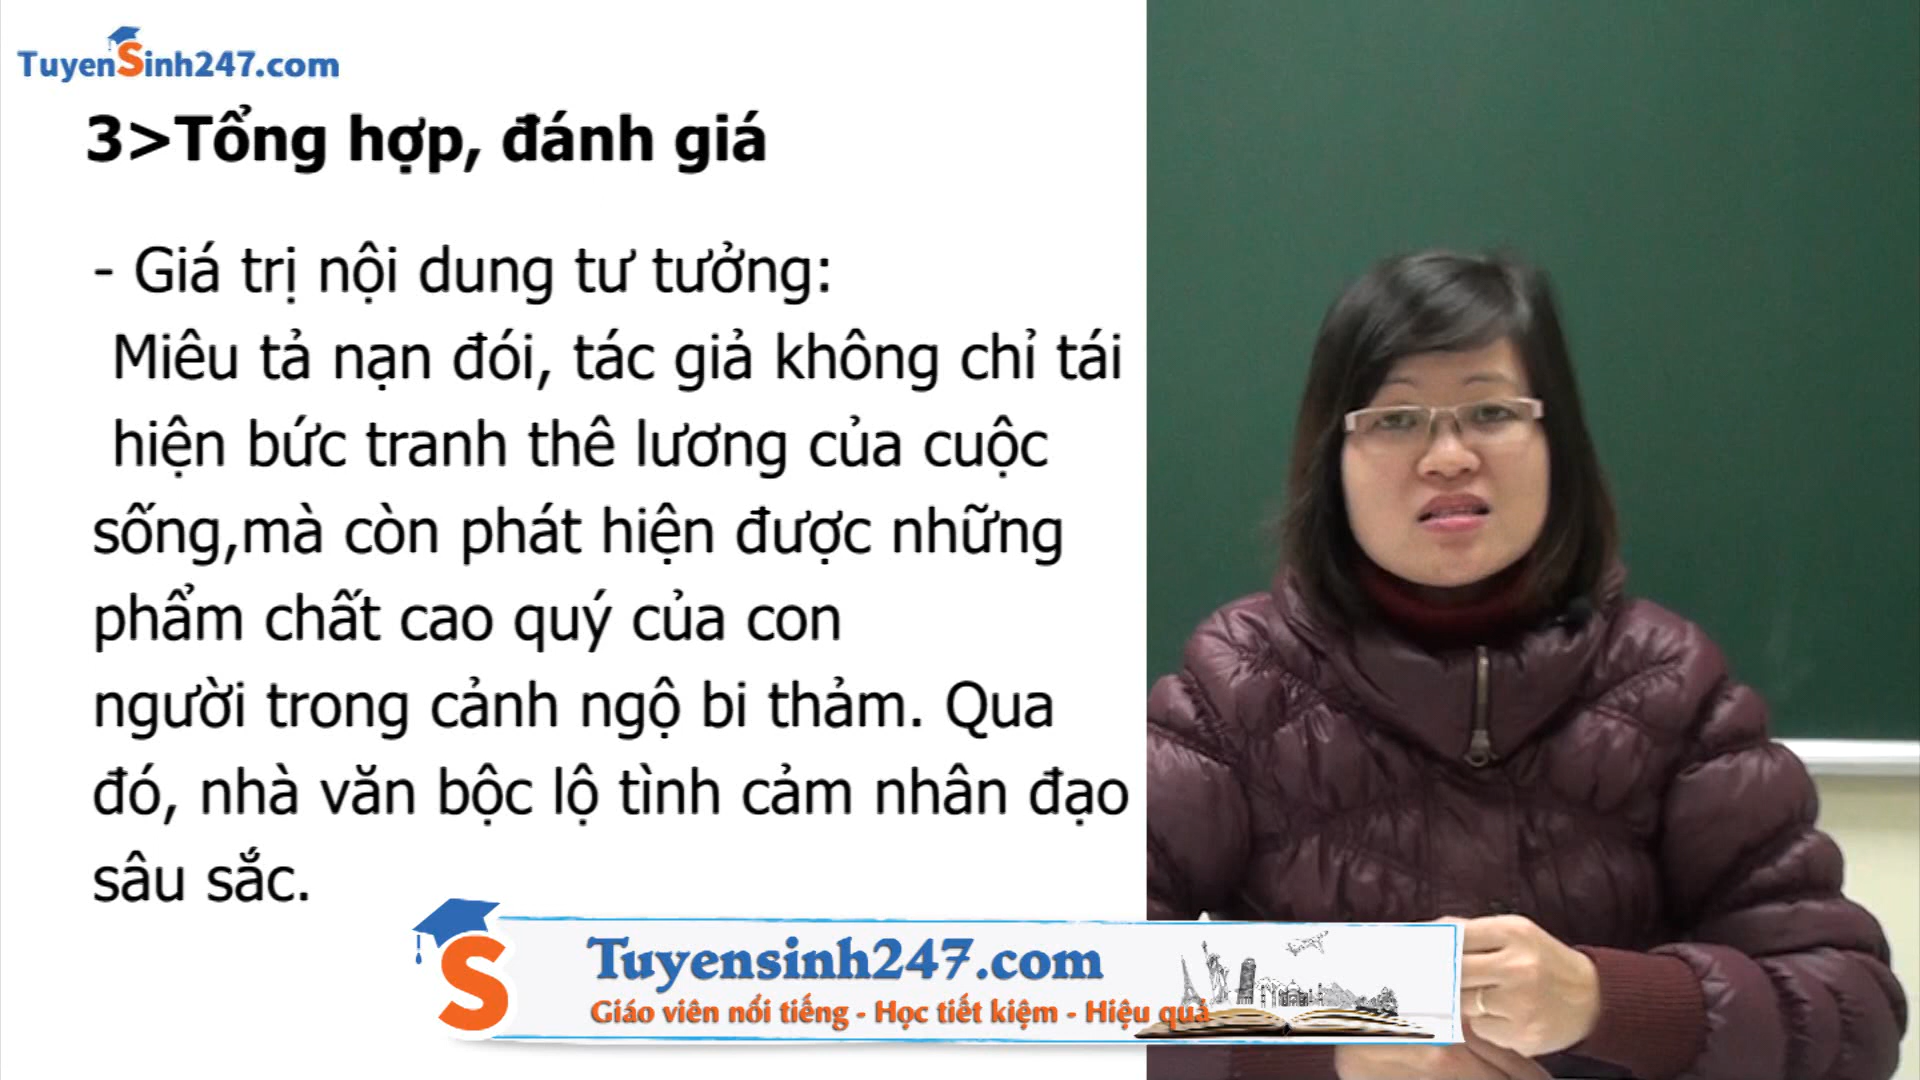 TuyenSinh247.com
3>Tổng hợp, đánh giá
- Giá trị nội dung tư tưởng:
Miêu tả nạn đói, tác giả không chỉ tái
hiện bức tranh thê lương của cuộc
sống,mà còn phát hiện được những
phẩm chất cao quý của con
người trong cảnh ngộ bi thảm. Qua
đó, nhà văn bộc lộ tình cảm nhân đạo
sâu sắc.
S
Tuyensinh247.com
Giáo viên nổi tiếng - Học tiết kiệm - Hiệu quả